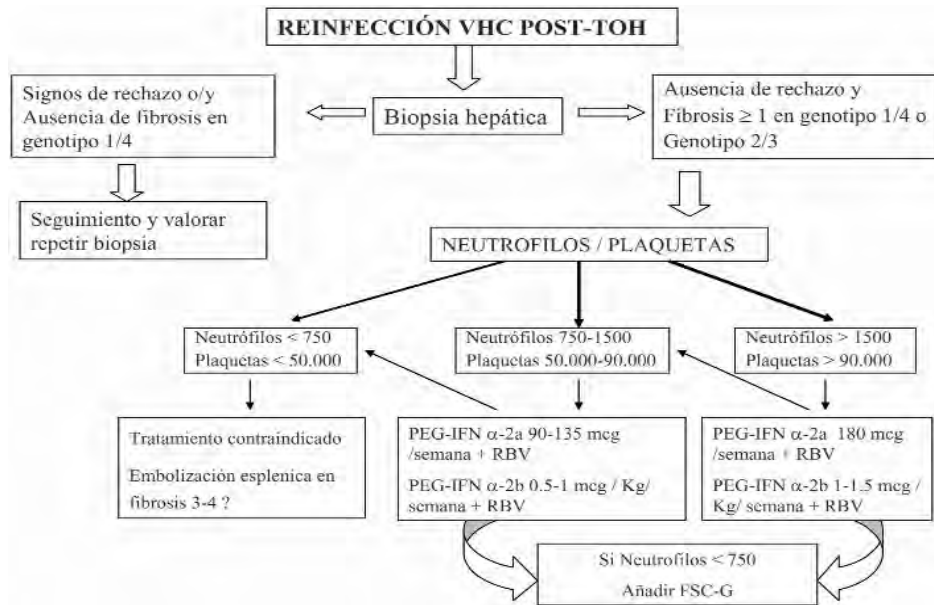 REINFECCIÓN VHC POST-TOH
Signos de rechazo o/y
Ausencia de fibrosis en
genotipo 1/4
Biopsia hepática
Ausencia de rechazo y
Fibrosis ≥ 1 en genotipo 1/4 o
Genotipo 2/3
Seguimiento y valorar
repetir biopsia
NEUTROFILOS / PLAQUETAS
Neutrófilos < 750
Plaquetas < 50.000
Neutrófilos 750-1500
Plaquetas 50.000-90.000
Neutrófilos > 1500
Plaquetas > 90.000
Tratamiento contraindicado
Embolización esplenica en
fibrosis 3-4 ?
PEG-IFN α-2a 90-135 mcg
/semana + RBV
PEG-IFN α-2b 0.5-1 mcg / Kg/
semana + RBV
PEG-IFN α-2a 180 mcg
/semana + RBV
PEG-IFN α-2b 1-1.5 mcg /
Kg/ semana + RBV
Si Neutrofilos < 750
Añadir FSC-G